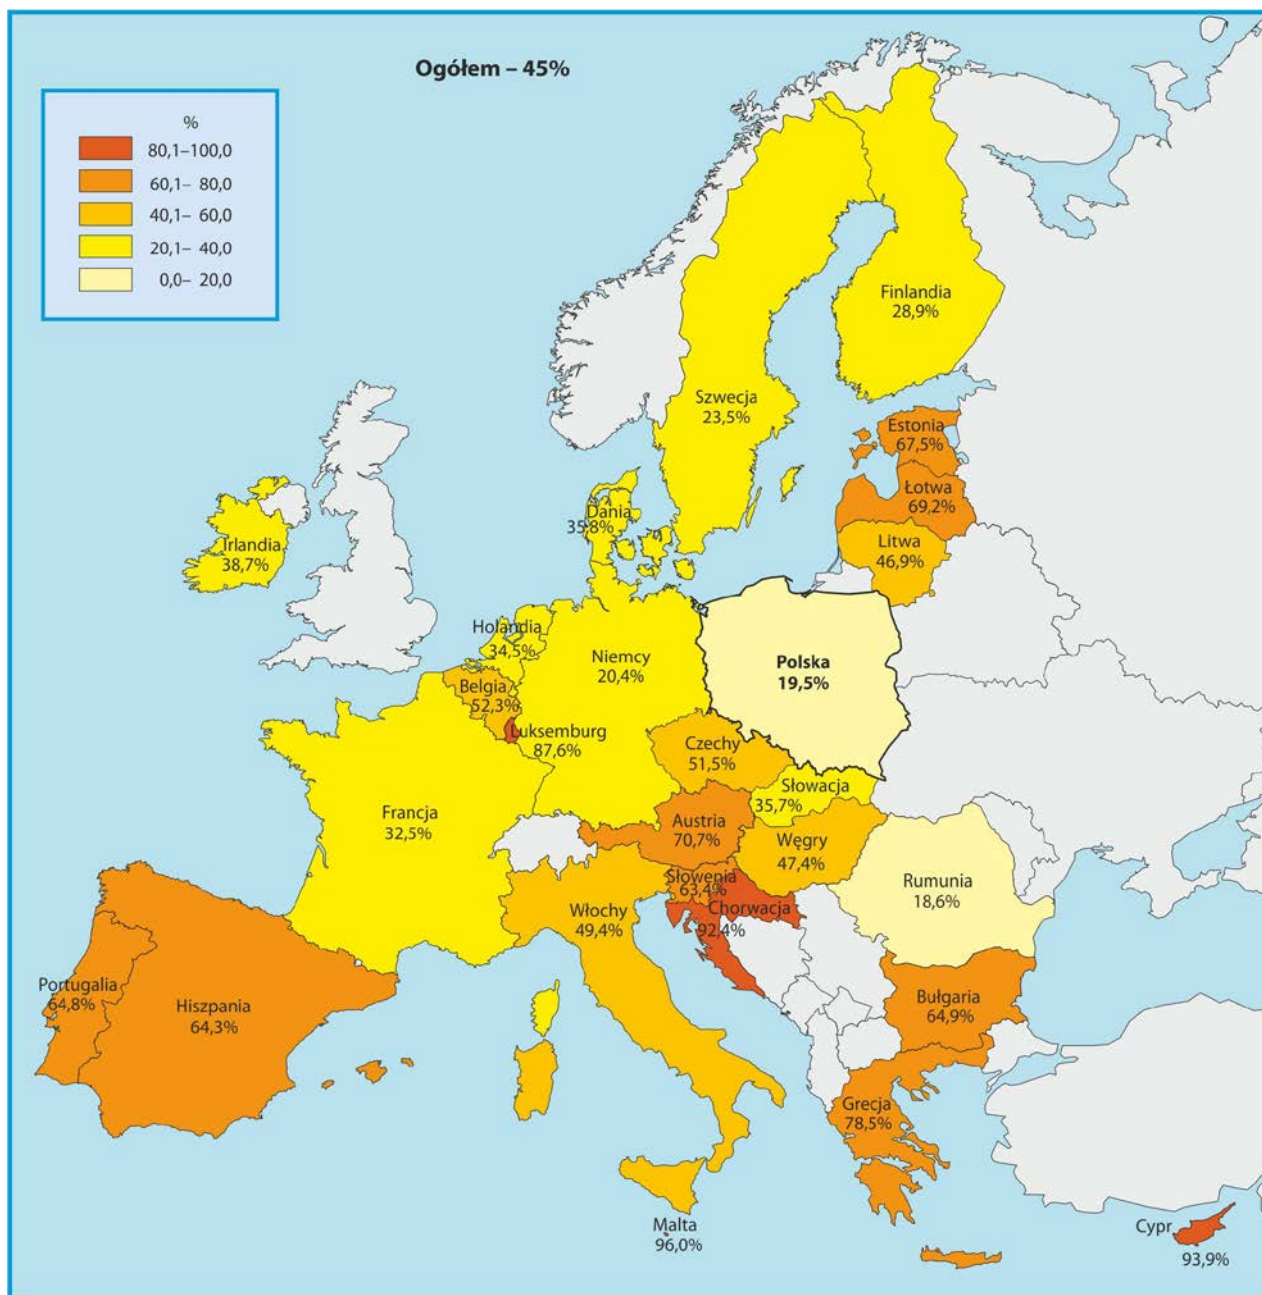 Ogółem – 45%
%
80,1–100,0
60,1– 80,0
40,1– 60,0
20,1– 40,0
0,0– 20,0
Finlandia
28,9%
Szwecja
23,5%
Estonia
67,5%
Łotwa
69,2%
Litwa
46,9%
Dania
35,8%
Irlandia
38,7%
Holandia
34,5%
Niemcy
20,4%
Polska
19,5%
Belgia
52,3%
Luksemburg
87,6%
Czechy
51,5%
Słowacja
35,7%
Francja
32,5%
Austria
70,7%
Węgry
47,4%
Słowenia
63,4%
Chorwacja
92,4%
Rumunia
18,6%
Włochy
49,4%
Portugalia
64,8%
Hiszpania
64,3%
Bułgaria
64,9%
Grecja
78,5%
Malta
96,0%
Cypr
93,9%